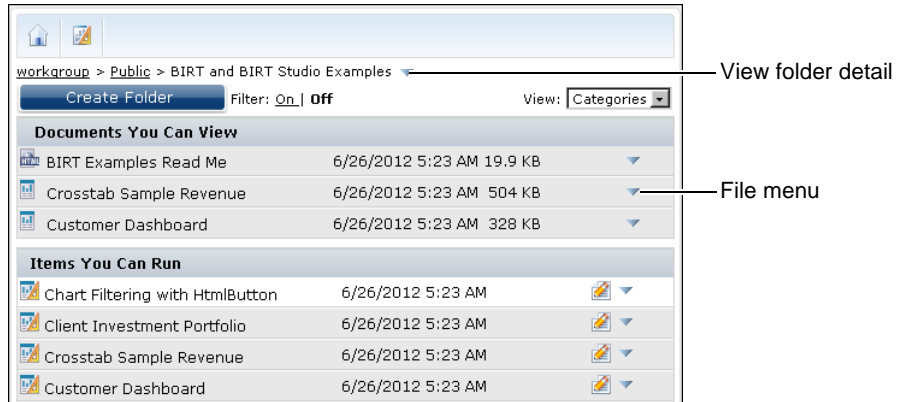 workgroup > Public > BIRT and BIRT Studio Examples
View folder detail
Create Folder Filter: On | Off View: Categories
Documents You Can View
BIRT Examples Read Me 6/26/2012 5:23 AM 19.9 KB
Crosstab Sample Revenue 6/26/2012 5:23 AM 504 KB
File menu
Customer Dashboard 6/26/2012 5:23 AM 328 KB
Items You Can Run
Chart Filtering with HtmlButton 6/26/2012 5:23 AM
Client Investment Portfolio 6/26/2012 5:23 AM
Crosstab Sample Revenue 6/26/2012 5:23 AM
Customer Dashboard 6/26/2012 5:23 AM